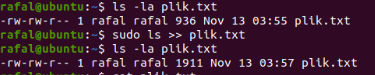 rafal@ubuntu:~$ ls -la plik.txt
-rw-rw-r-- 1 rafal rafal 936 Nov 13 03:55 plik.txt
rafal@ubuntu:~$ sudo ls >> plik.txt
rafal@ubuntu:~$ ls -la plik.txt
-rw-rw-r-- 1 rafal rafal 1911 Nov 13 03:57 plik.txt